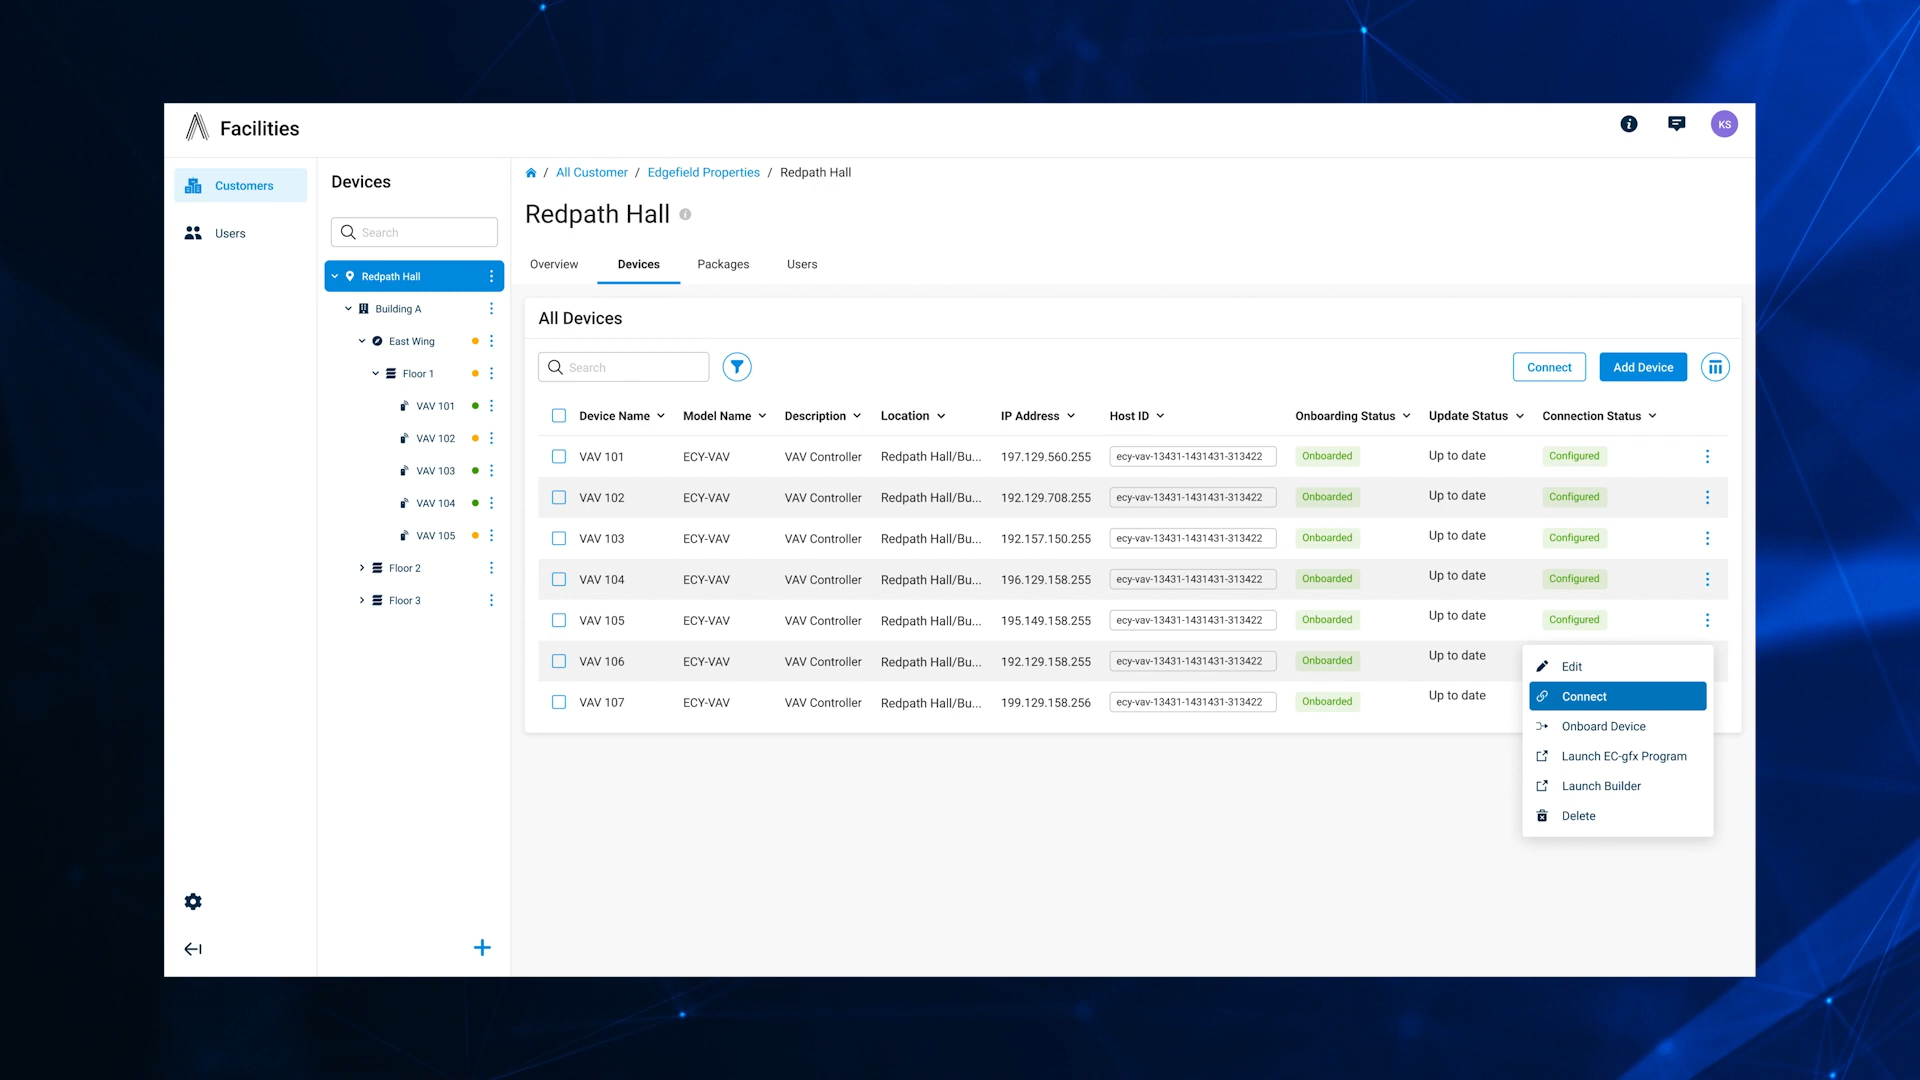 Facilities
KS
Customers
Users
Devices
Search
Redpath Hall
Building A
East Wing
Floor 1
VAV 101
VAV 102
VAV 103
VAV 104
VAV 105
Floor 2
Floor 3
/ All Customer / Edgefield Properties / Redpath Hall
Redpath Hall
Overview Devices Packages Users
All Devices
Search
Connect Add Device
Device Name Model Name Description Location IP Address Host ID Onboarding Status Update Status Connection Status
VAV 101 ECY-VAV VAV Controller Redpath Hall/Bu... 197.129.560.255 ecy-vav-13431-1431431-313422 Onboarded Up to date Configured
VAV 102 ECY-VAV VAV Controller Redpath Hall/Bu... 192.129.708.255 ecy-vav-13431-1431431-313422 Onboarded Up to date Configured
VAV 103 ECY-VAV VAV Controller Redpath Hall/Bu... 192.157.150.255 ecy-vav-13431-1431431-313422 Onboarded Up to date Configured
VAV 104 ECY-VAV VAV Controller Redpath Hall/Bu... 196.129.158.255 ecy-vav-13431-1431431-313422 Onboarded Up to date Configured
VAV 105 ECY-VAV VAV Controller Redpath Hall/Bu... 195.149.158.255 ecy-vav-13431-1431431-313422 Onboarded Up to date Configured
VAV 106 ECY-VAV VAV Controller Redpath Hall/Bu... 192.129.158.255 ecy-vav-13431-1431431-313422 Onboarded Up to date
VAV 107 ECY-VAV VAV Controller Redpath Hall/Bu... 199.129.158.256 ecy-vav-13431-1431431-313422 Onboarded Up to date
Edit
Connect
Onboard Device
Launch EC-gfx Program
Launch Builder
Delete